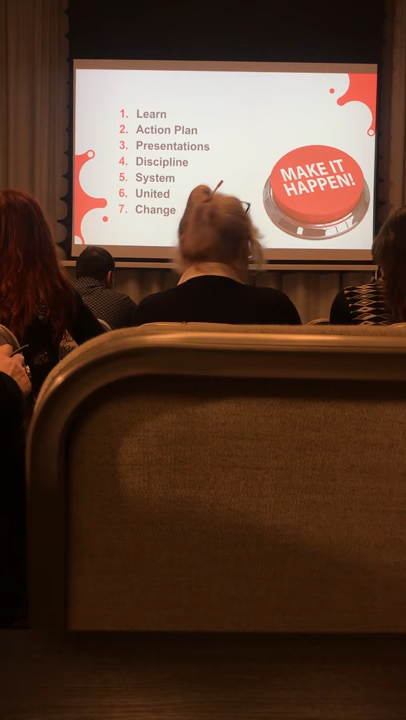 1. Learn
2. Action Plan
3. Presentations
4. Discipline
5. System
6. United
7. Change
MAKE IT
HAPPEN!